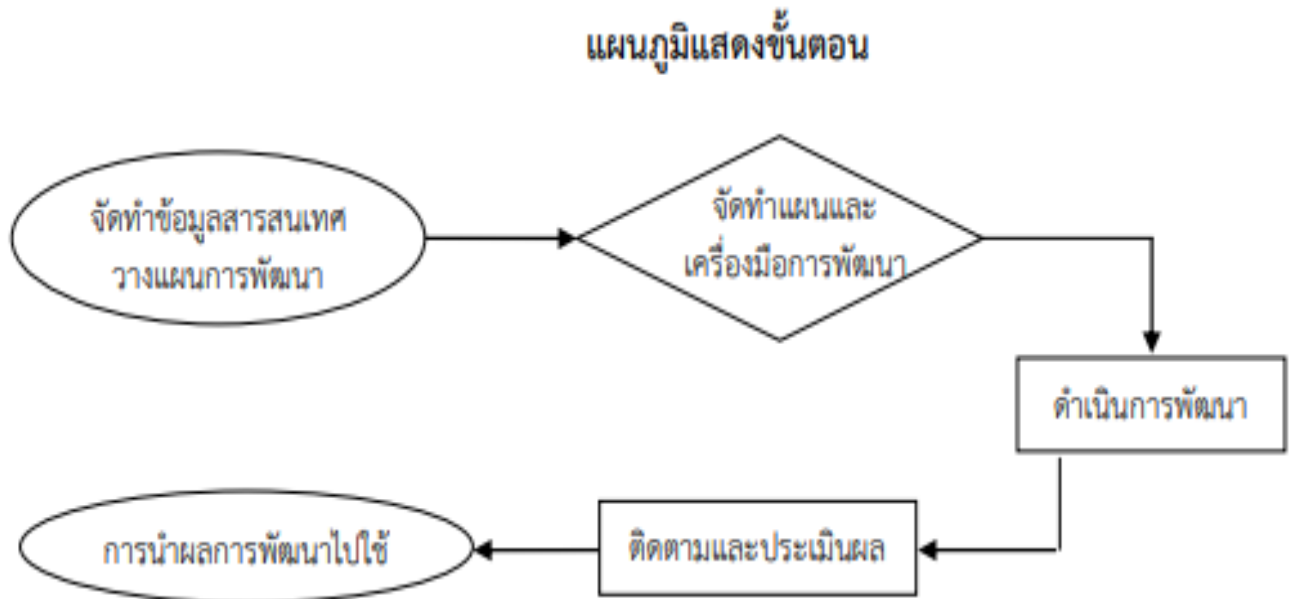 แผนภูมิแสดงขั้นตอน
จัดทำข้อมูลสารสนเทศ
วางแผนการพัฒนา
จัดทำแผนและ
เครื่องมือการพัฒนา
ดำเนินการพัฒนา
ติดตามและประเมินผล
การนำผลการพัฒนาไปใช้